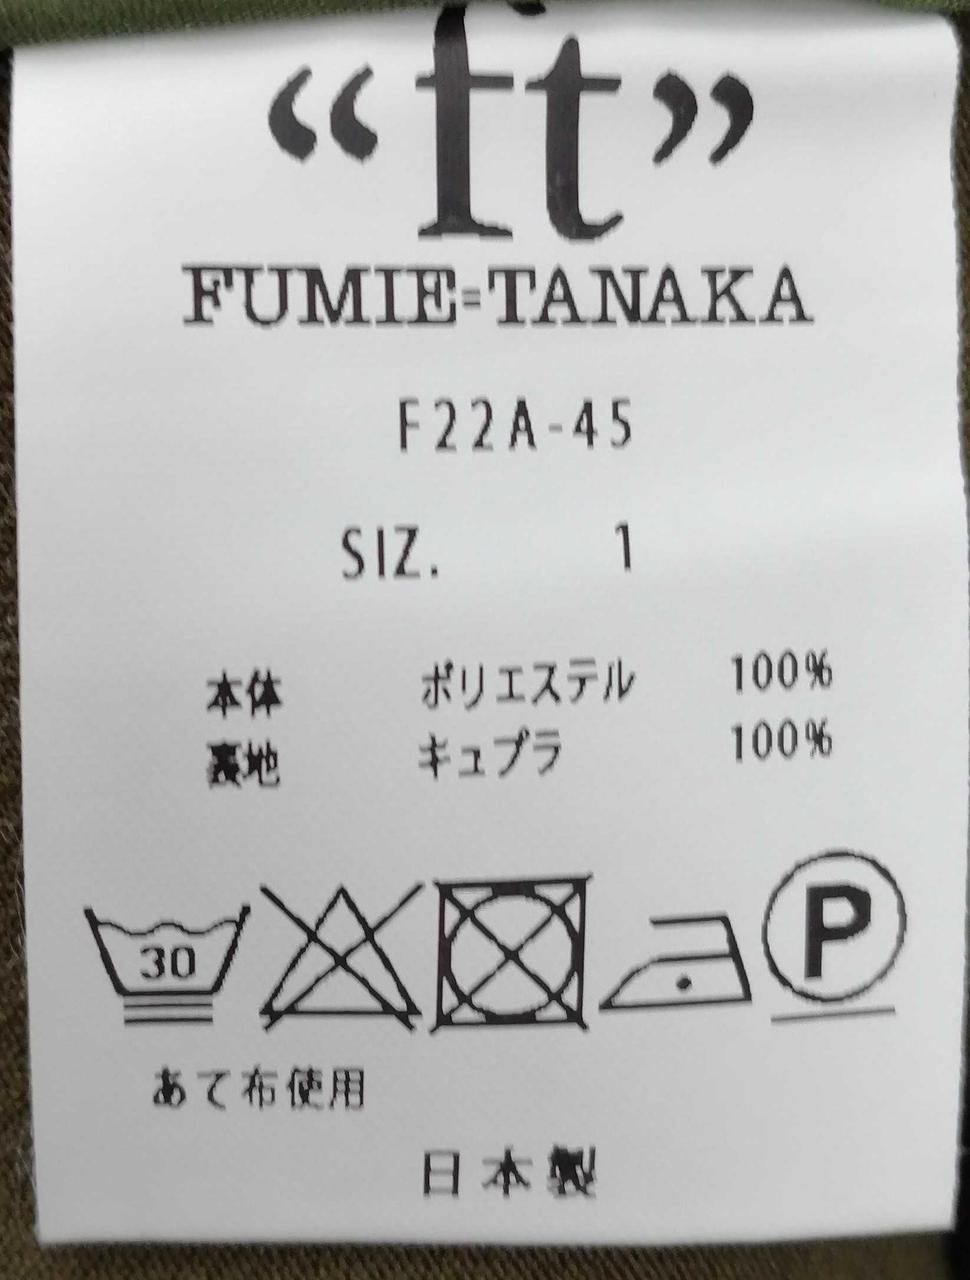 “ft”
FUMIE=TANAKA
F22A-45
SIZ. 1
本体 ポリエステル 100%
裏地 キュプラ 100%
30 P
あて布使用
日本製